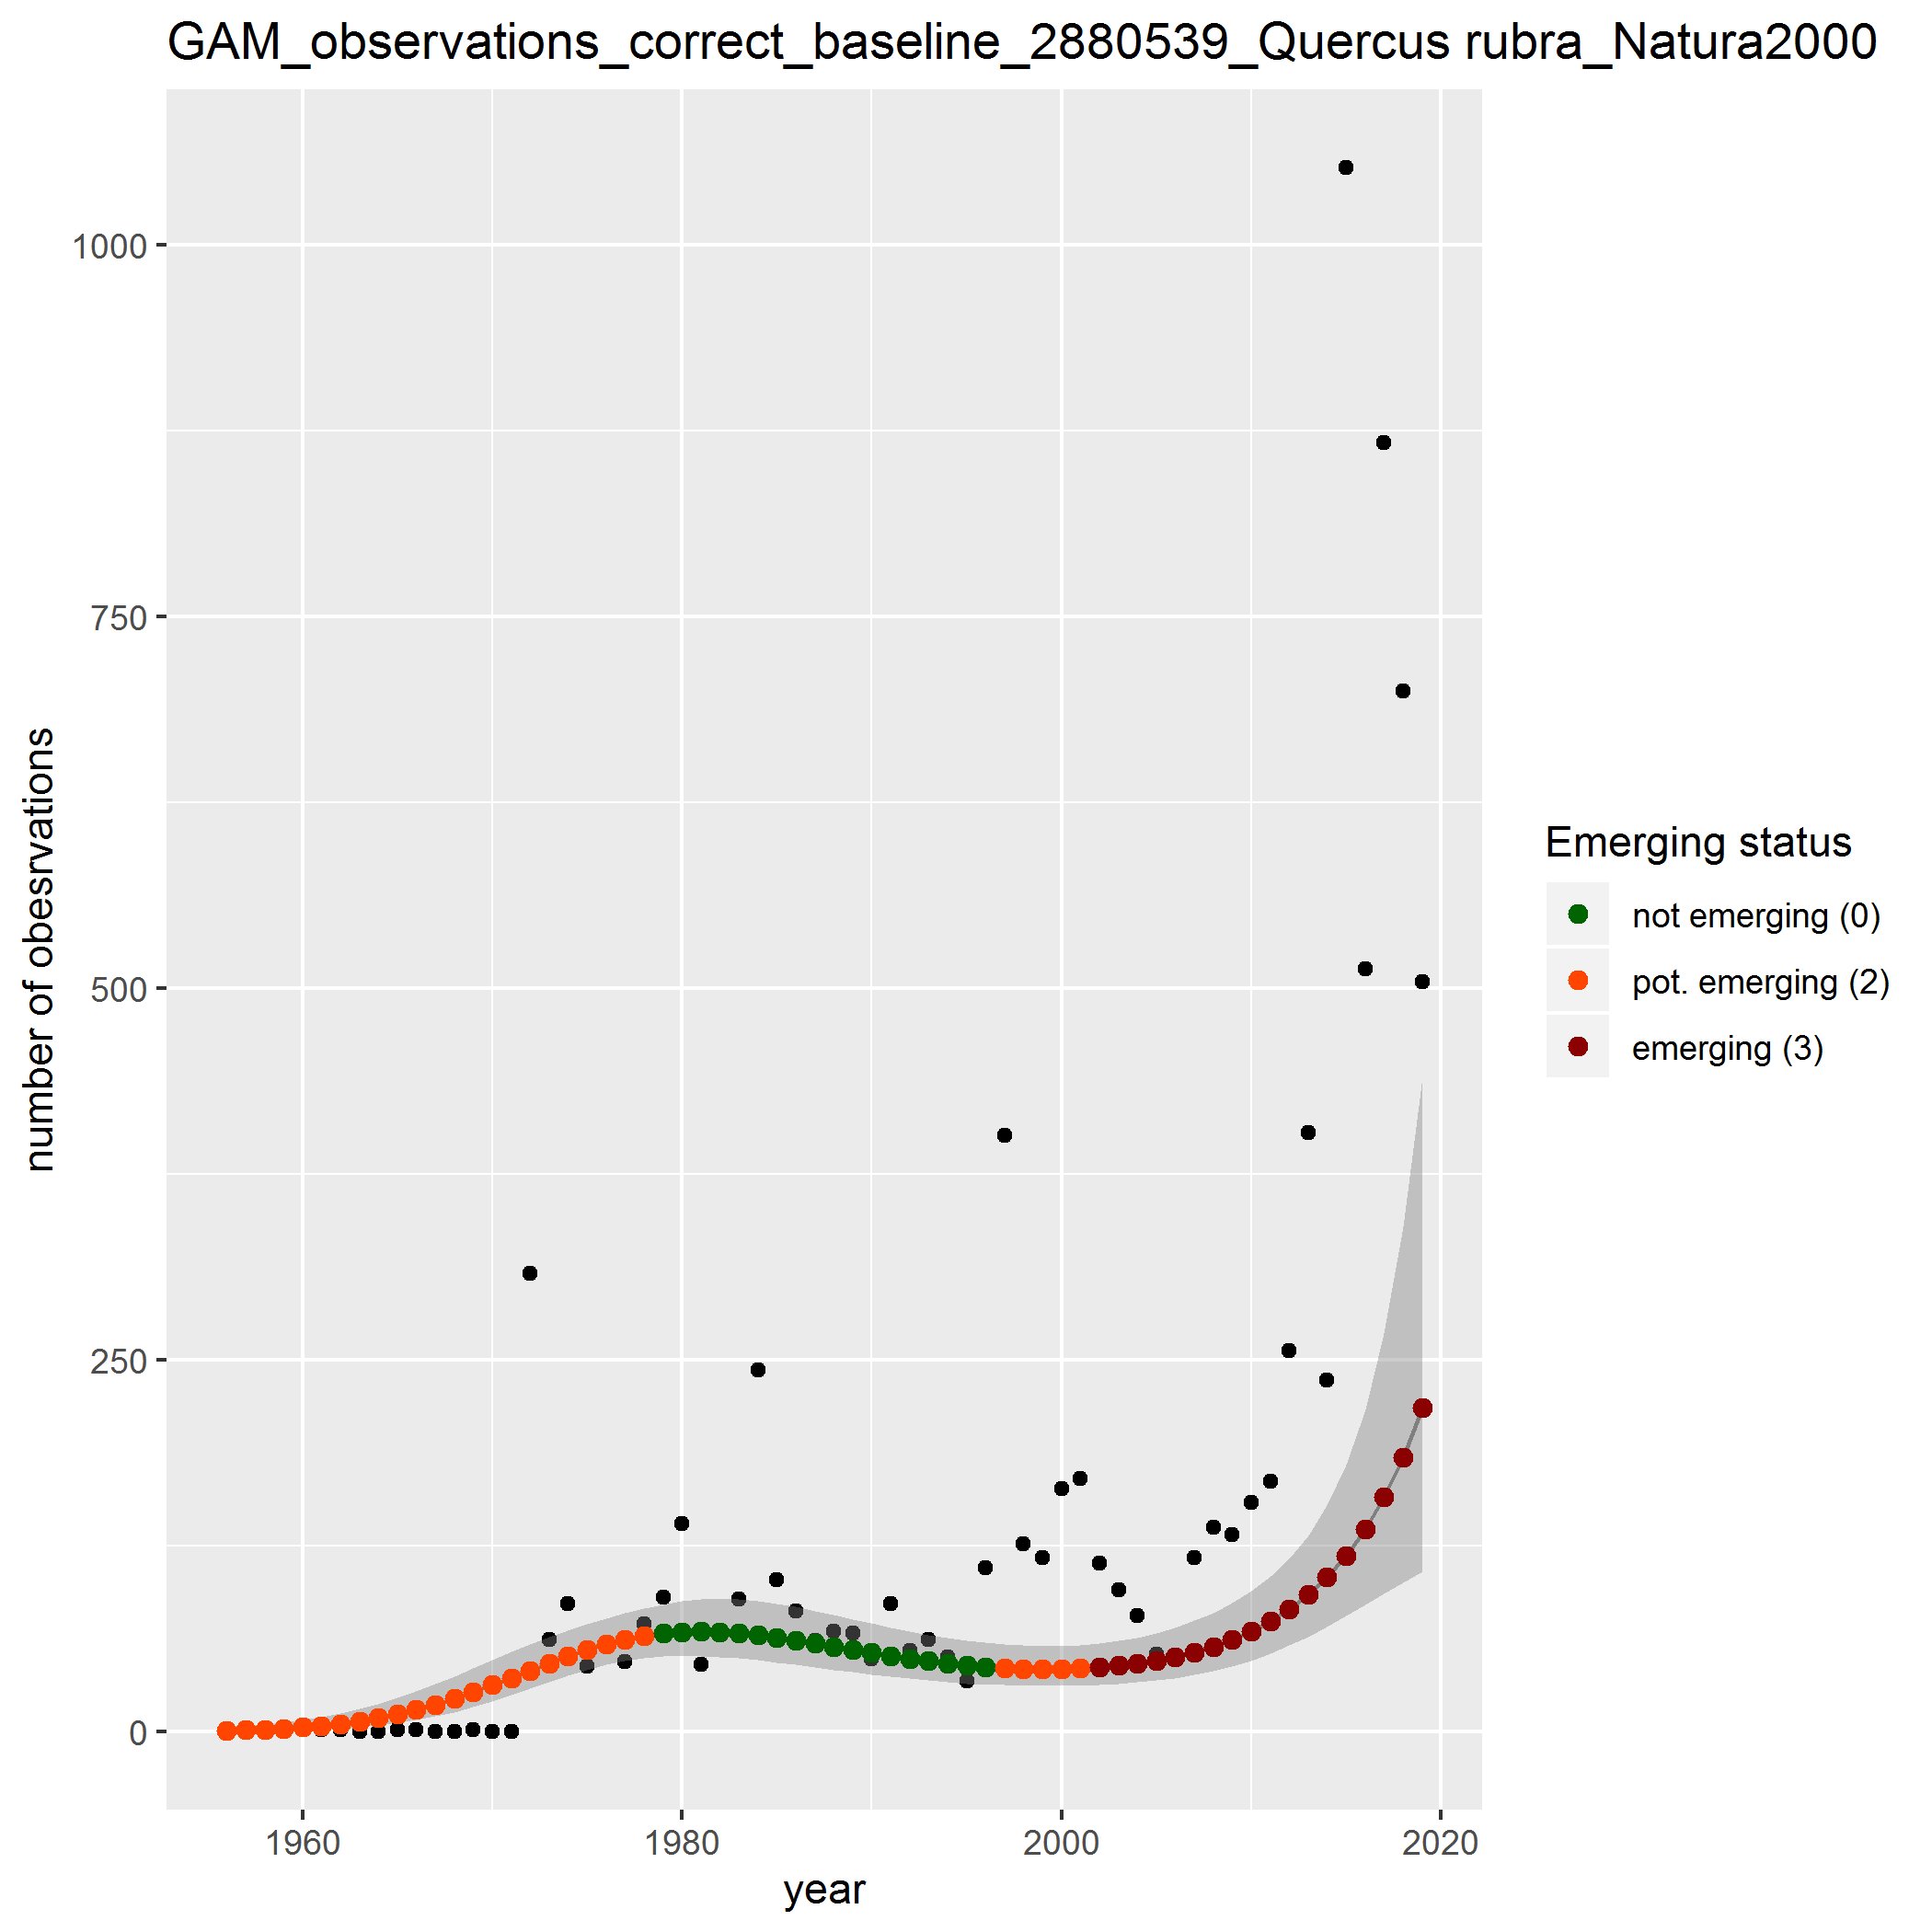 GAM_observations_correct_baseline_2880539_Quercus rubra_Natura2000
1000
750
500
250
0
number of obesrvations
1960
1980
2000
2020
year
Emerging status
not emerging (0)
pot. emerging (2)
emerging (3)